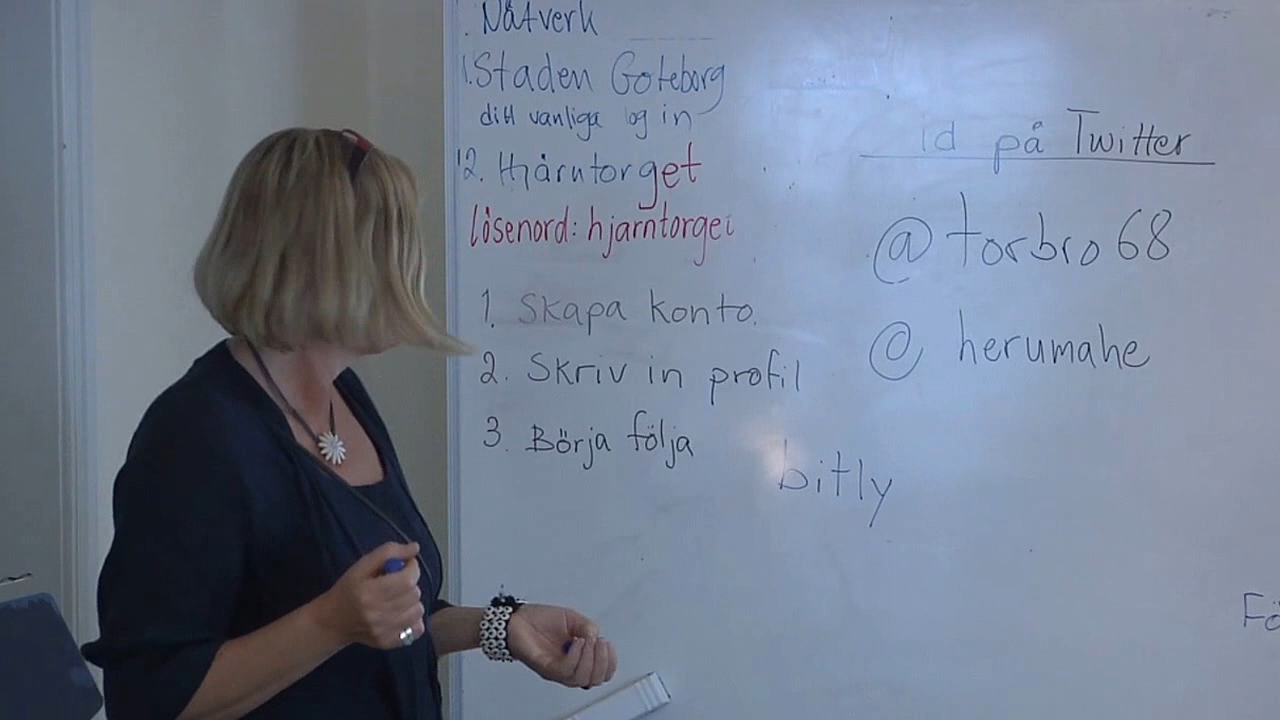 . Nätverk
1. Staden Göteborg
ditt vanliga log in
2. Hjärntorget
lösenord: hjarntorget
1. Skapa konto.
2. Skriv in profil
3. Börja följa
id på Twitter
@torbro68
@herumahe
bitly
Fö